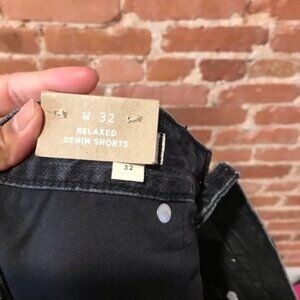 W 32
RELAXED
DENIM SHORTS
32